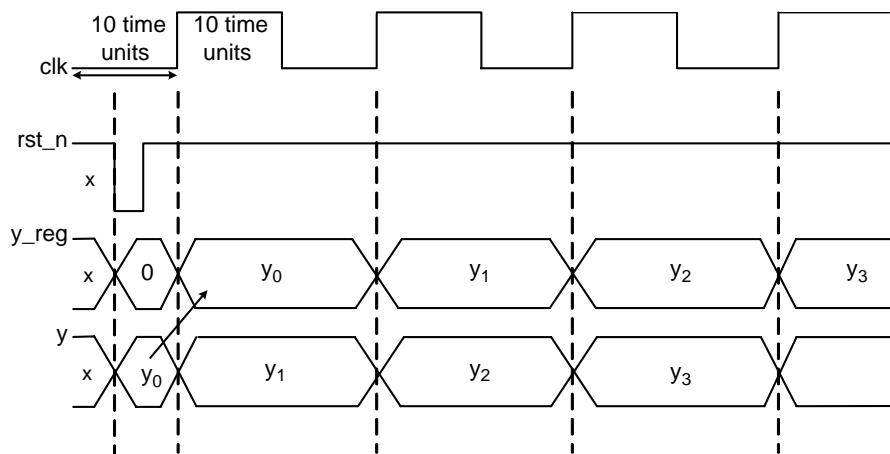 10 time units
10 time units
clk
rst_n
x
y_reg
x
0
y0
y1
y2
y3
y
x
y0
y1
y2
y3